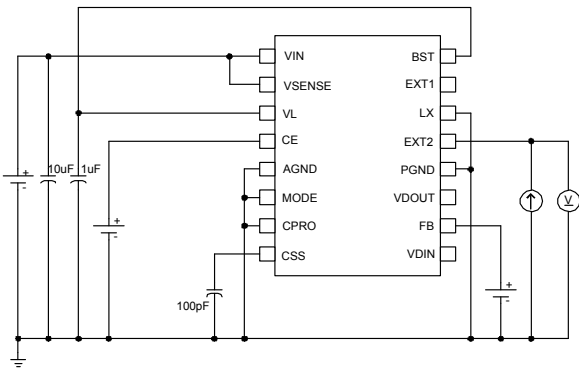 VIN BST
VSENSE EXT1
VL LX
CE EXT2
10uF 1uF
AGND PGND
MODE VDOUT
V
CPRO FB
CSS VDIN
100pF
+
-
+
-
+
-